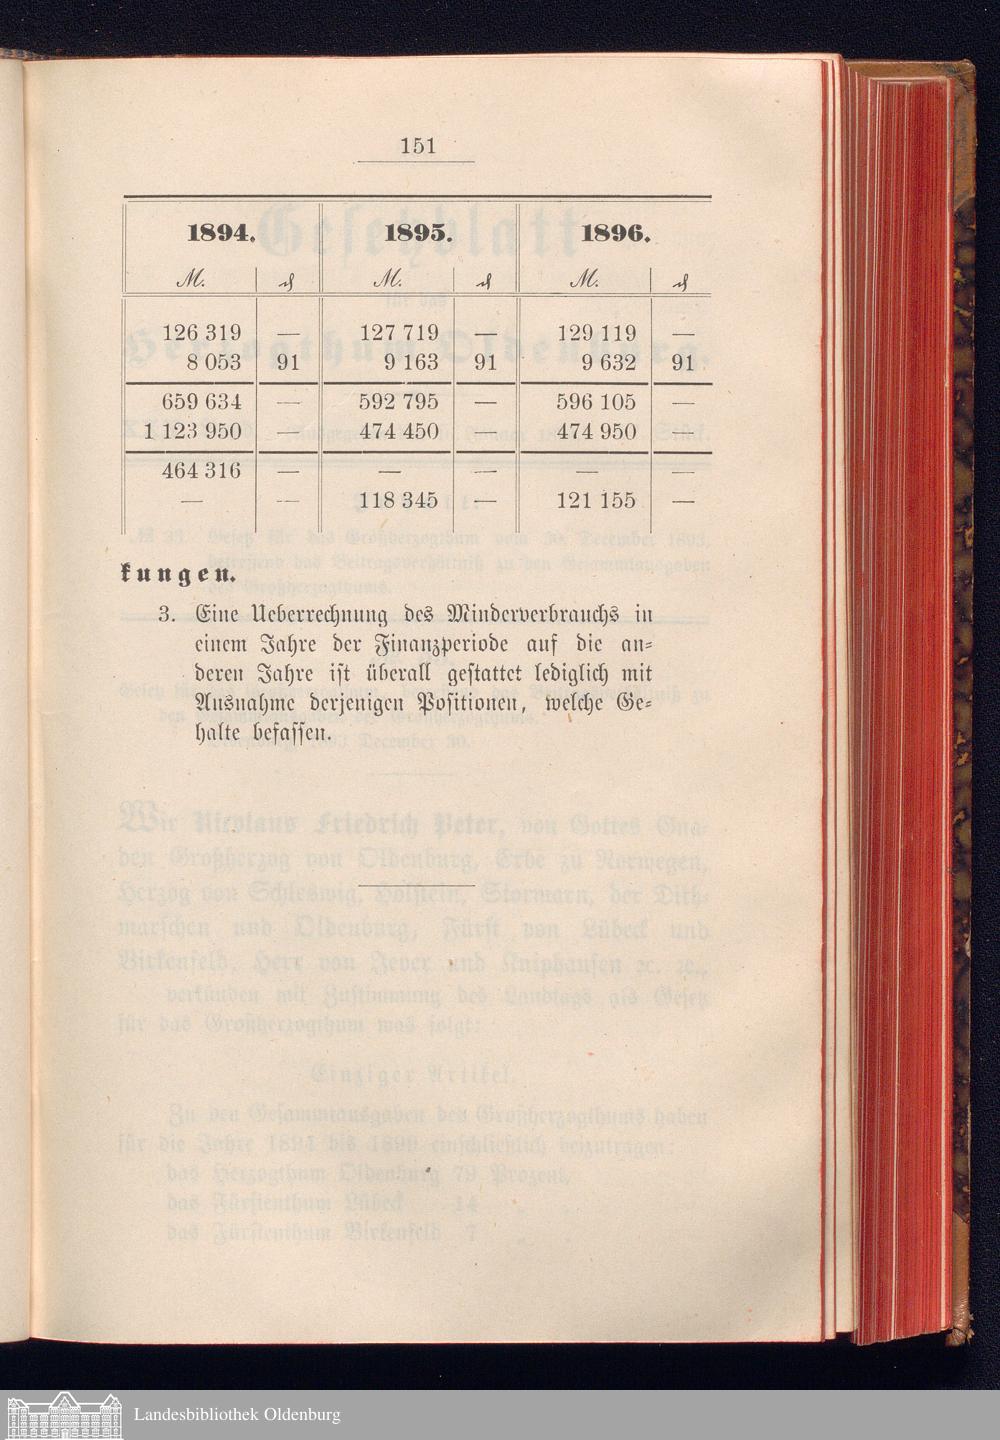 151
1894. 1895. 1896.
M. ₰ M. ₰ M. ₰
126 319 — 127 719 — 129 119 —
8 053 91 9 163 91 9 632 91
659 634 — 592 795 — 596 105 —
1 123 950 — 474 450 — 474 950 —
464 316 — — — — —
— — 118 345 — 121 155 —
kungen.
3. Eine Ueberrechnung des Minderverbrauchs in
einem Jahre der Finanzperiode auf die an-
deren Jahre ist überall gestattet lediglich mit
Ausnahme derjenigen Positionen, welche Ge-
halte befassen.
Landesbibliothek Oldenburg